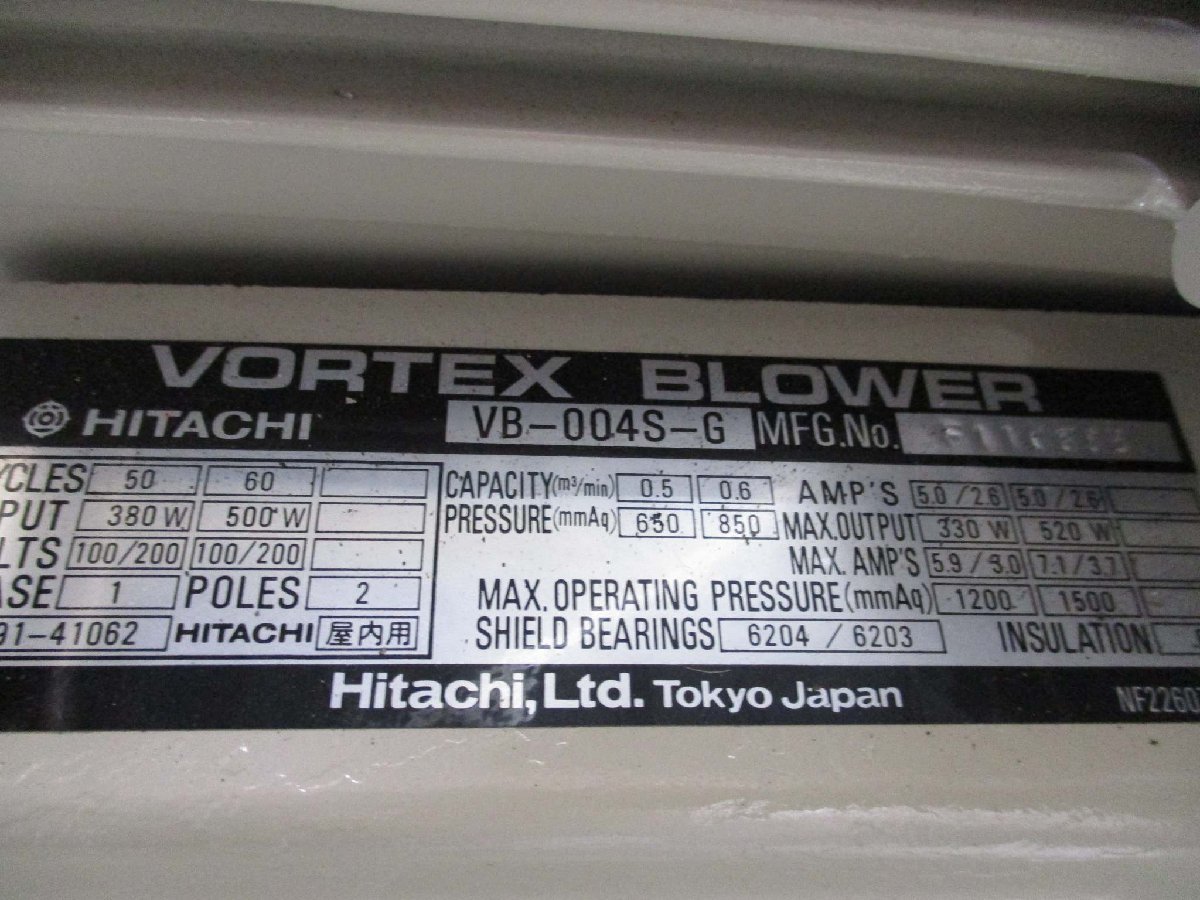 VORTEX BLOWER
HITACHI VB-004S-G MFG.No.
YCLES 50 60
PUT 380 W 500 W
LTS 100/200 100/200
ASE 1 POLES 2
91-41062 HITACHI 屋内用
CAPACITY(m³/min) 0.5 0.6 AMP'S 5.0/2.6 5.0/2.6
PRESSURE(mmAq) 650 850 MAX.OUTPUT 330 W 520 W
MAX. AMP'S 5.9/3.0 7.1/3.7
MAX. OPERATING PRESSURE(mmAq) 1200 1500
SHIELD BEARINGS 6204 / 6203 INSULATION
Hitachi, Ltd. Tokyo Japan NF2260